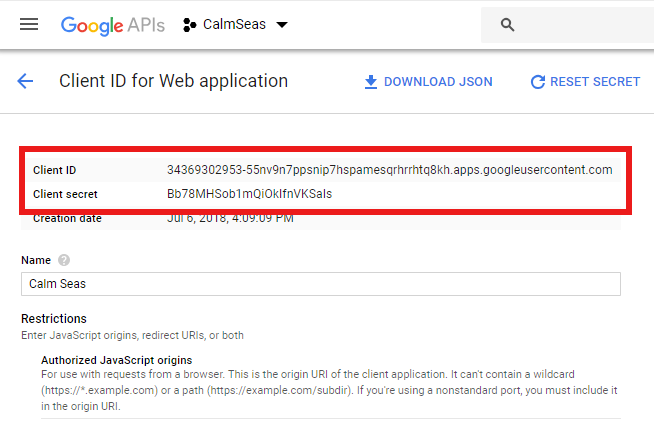 Google APIs CalmSeas
Client ID for Web application DOWNLOAD JSON RESET SECRET
Client ID 34369302953-55nv9n7ppsnip7hspamesqrhrrhtq8kh.apps.googleusercontent.com
Client secret Bb78MHSob1mQiOkIfnVKSaIs
Creation date Jul 6, 2018, 4:09:09 PM
Name ?
Calm Seas
Restrictions
Enter JavaScript origins, redirect URIs, or both
Authorized JavaScript origins
For use with requests from a browser. This is the origin URI of the client application. It can't contain a wildcard
(https://*.example.com) or a path (https://example.com/subdir). If you're using a nonstandard port, you must include it
in the origin URI.